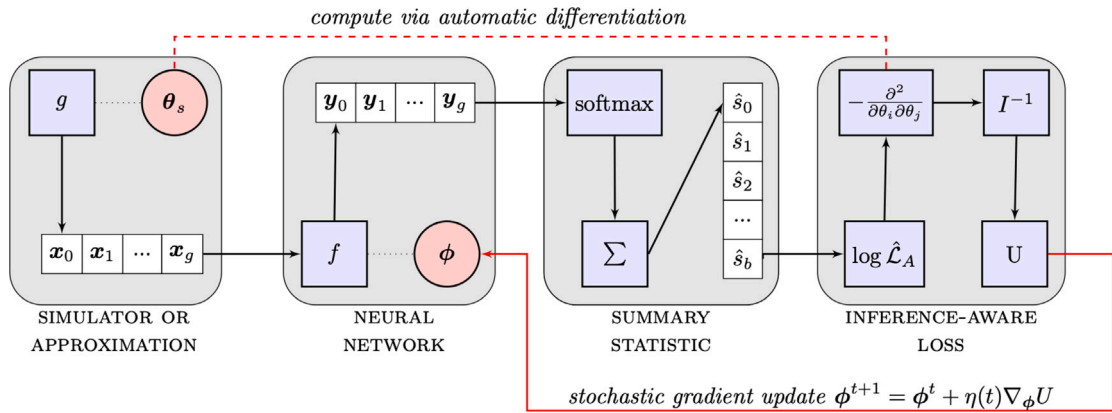 compute via automatic differentiation
g
θ_s
x_0 x_1 ... x_g
SIMULATOR OR
APPROXIMATION
y_0 y_1 ... y_g
f
ϕ
NEURAL
NETWORK
softmax
∑
ŝ_0
ŝ_1
ŝ_2
...
ŝ_b
SUMMARY
STATISTIC
−∂²/∂θ_i∂θ_j
I⁻¹
log L̂_A
U
INFERENCE-AWARE
LOSS
stochastic gradient update ϕ^{t+1} = ϕ^t + η(t)∇_ϕ U